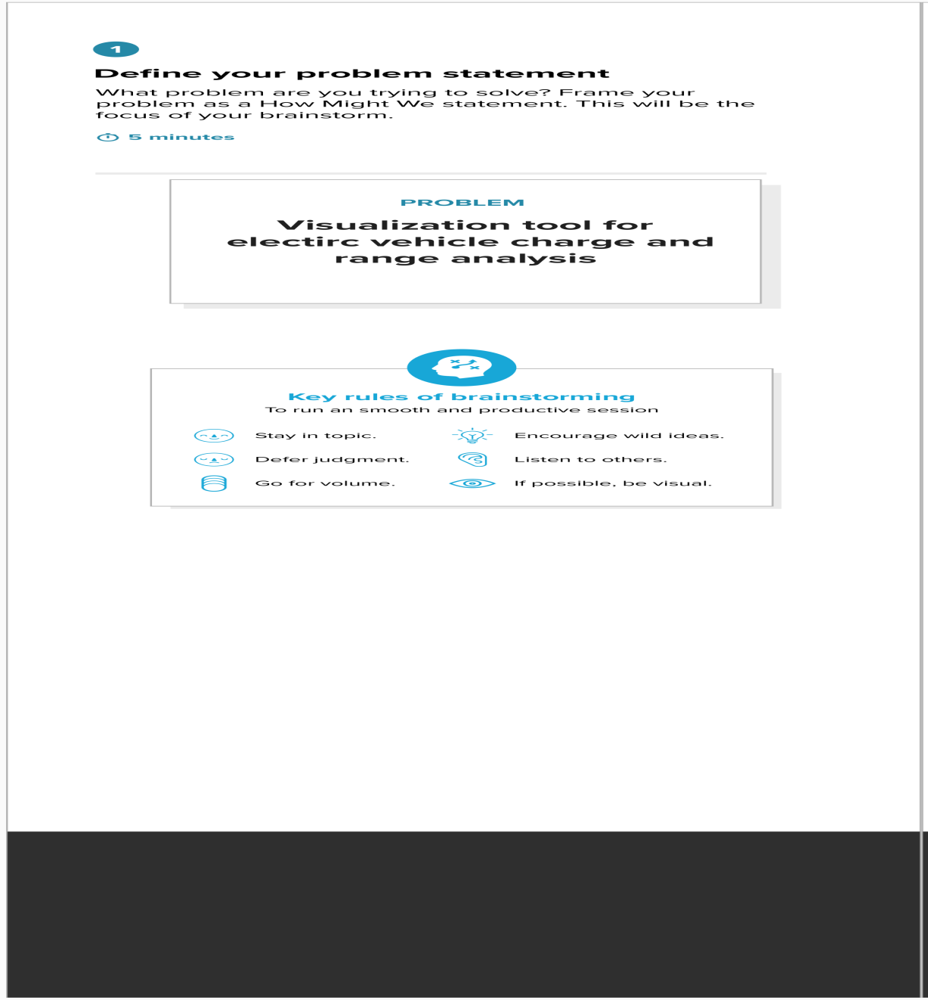 1
Define your problem statement
What problem are you trying to solve? Frame your
problem as a How Might We statement. This will be the
focus of your brainstorm.
5 minutes
PROBLEM
Visualization tool for
electirc vehicle charge and
range analysis
Key rules of brainstorming
To run an smooth and productive session
Stay in topic.
Encourage wild ideas.
Defer judgment.
Listen to others.
Go for volume.
If possible, be visual.